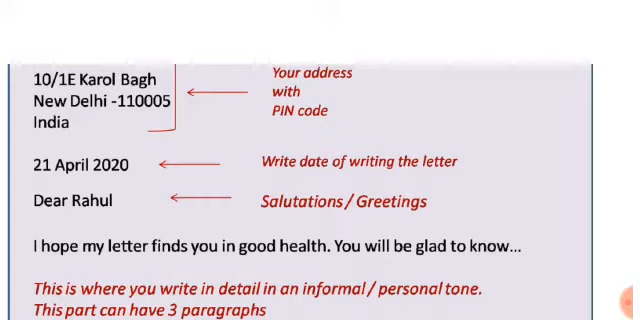 10/1E Karol Bagh
New Delhi -110005
India
Your address
with
PIN code
21 April 2020
Write date of writing the letter
Dear Rahul
Salutations / Greetings
I hope my letter finds you in good health. You will be glad to know...
This is where you write in detail in an informal / personal tone.
This part can have 3 paragraphs